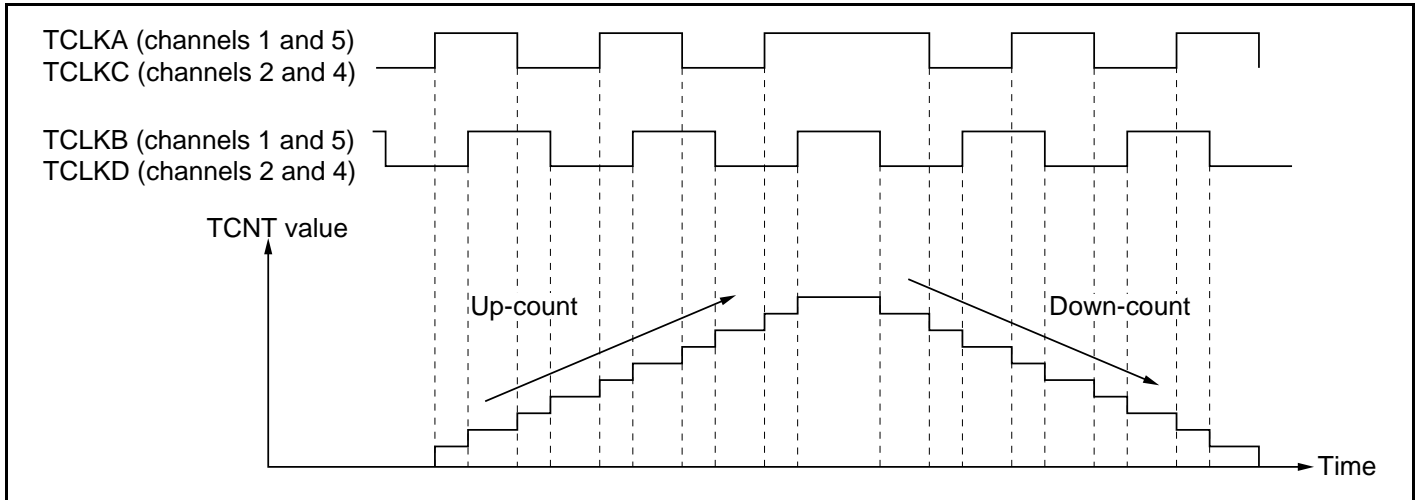 TCLKA (channels 1 and 5)
TCLKC (channels 2 and 4)
TCLKB (channels 1 and 5)
TCLKD (channels 2 and 4)
TCNT value
Up-count
Down-count
Time